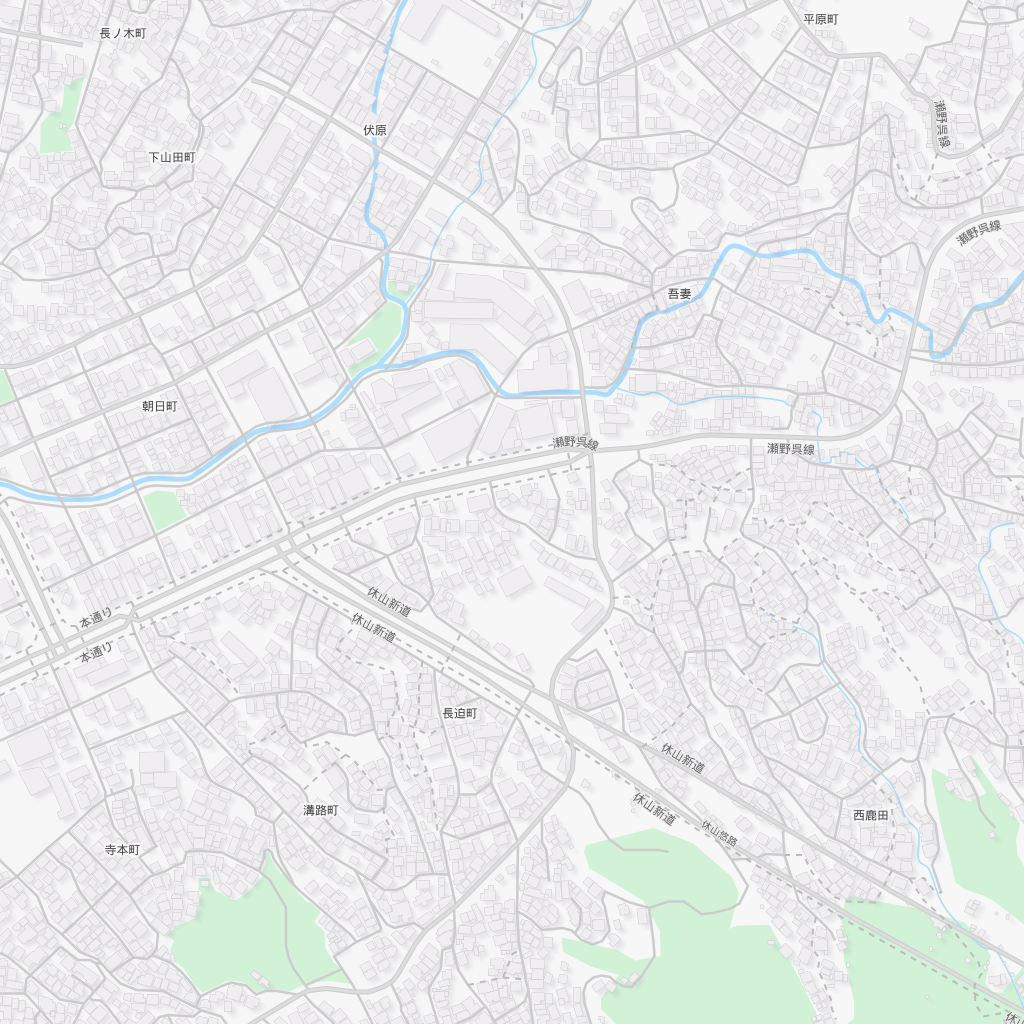 平原町
長ノ木町
瀬野呉線
伏原
下山田町
瀬野呉線
吾妻
朝日町
瀬野呉線
瀬野呉線
休山新道
本通り
休山新道
本通り
長迫町
休山新道
休山新道
溝路町
西鹿田
休山悠路
寺本町